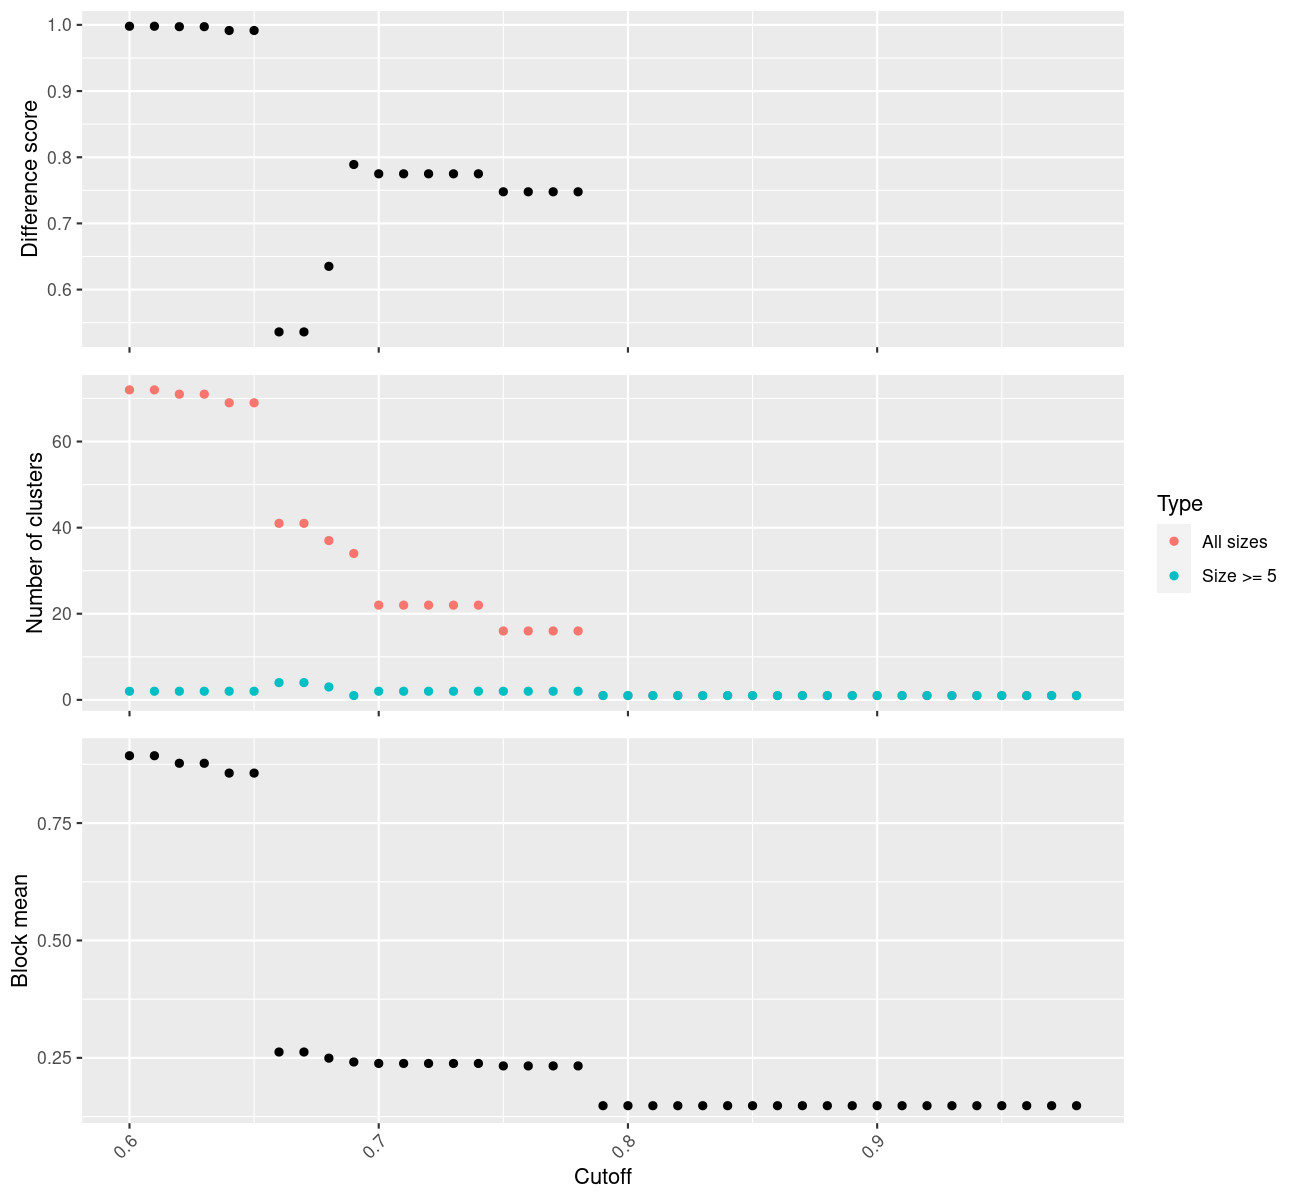 Difference score
1.0
0.9
0.8
0.7
0.6
Number of clusters
60
40
20
0
Type
All sizes
Size >= 5
Block mean
0.75
0.50
0.25
0.6
0.7
0.8
0.9
Cutoff